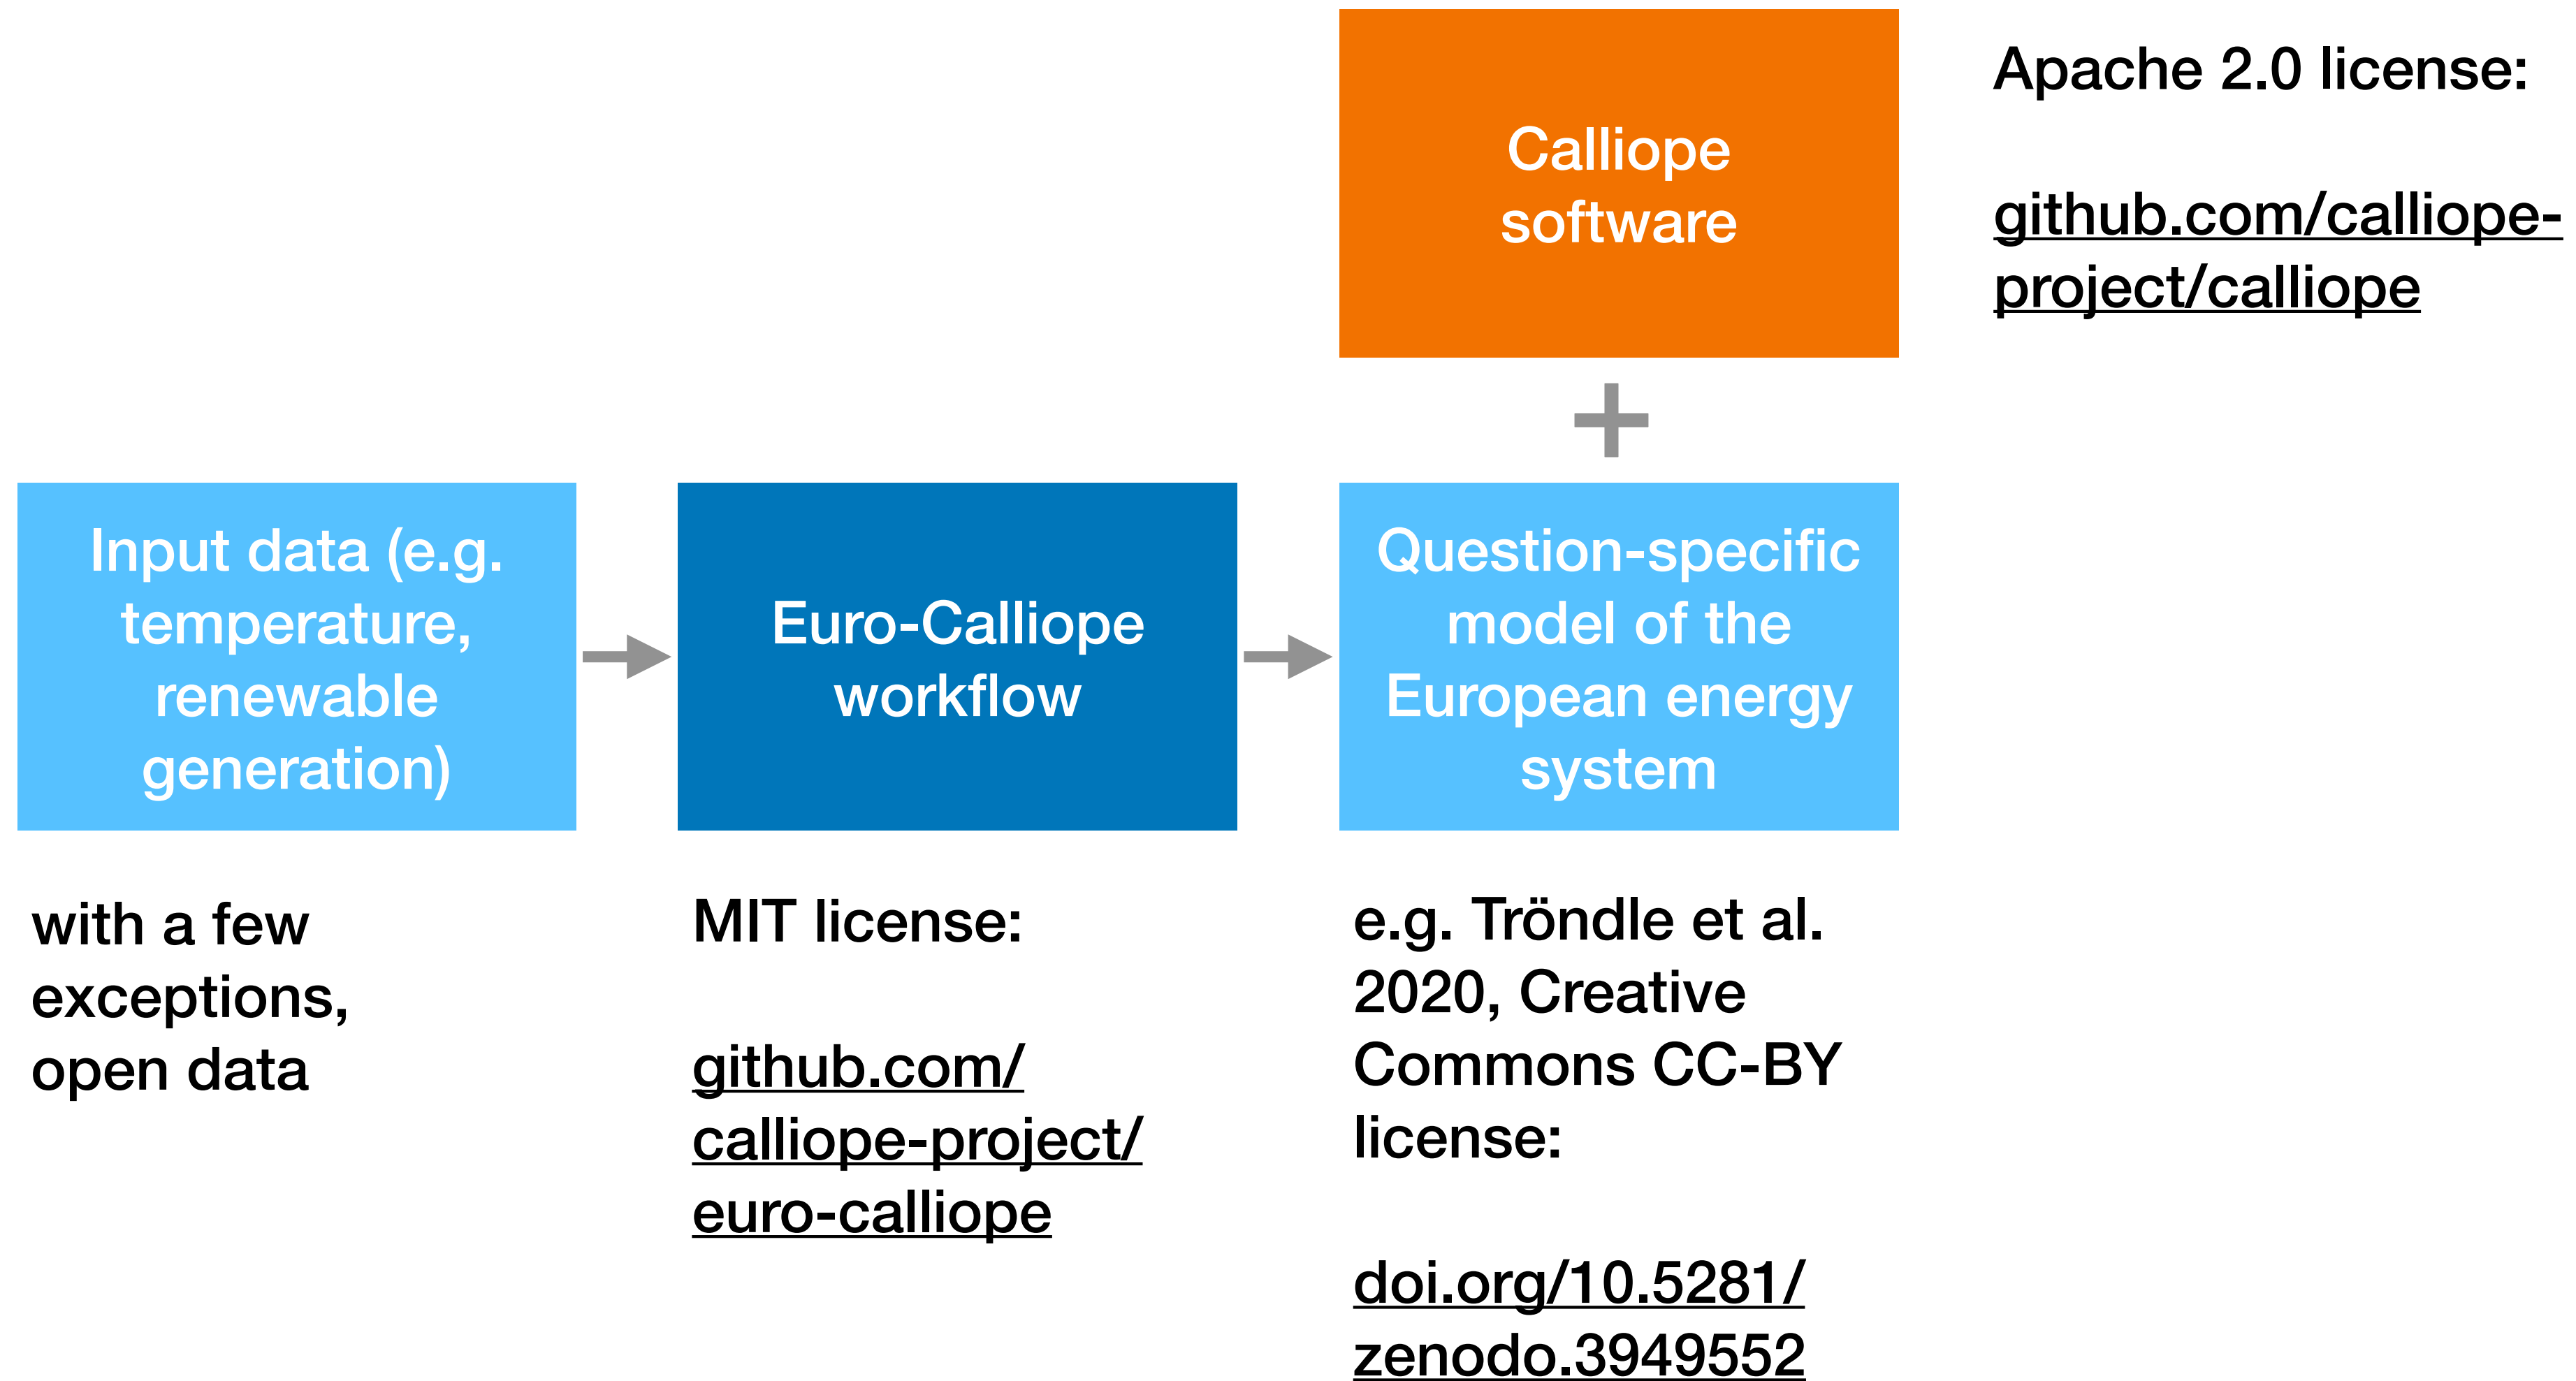 Calliope
software
Apache 2.0 license:
github.com/calliope-
project/calliope
Input data (e.g.
temperature,
renewable
generation)
Euro-Calliope
workflow
Question-specific
model of the
European energy
system
with a few
exceptions,
open data
MIT license:
github.com/
calliope-project/
euro-calliope
e.g. Tröndle et al.
2020, Creative
Commons CC-BY
license:
doi.org/10.5281/
zenodo.3949552